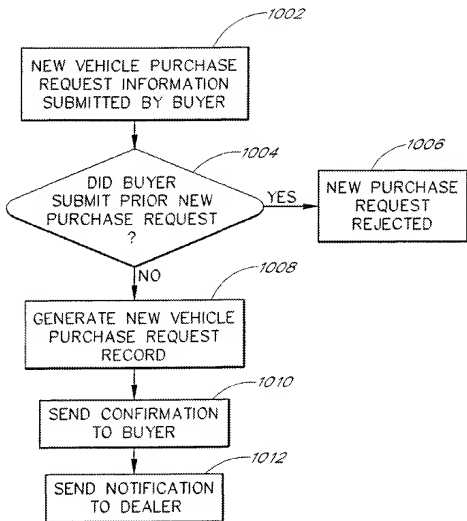 1002
NEW VEHICLE PURCHASE
REQUEST INFORMATION
SUBMITTED BY BUYER
1004
DID BUYER
SUBMIT PRIOR NEW
PURCHASE REQUEST
?
YES
1006
NEW PURCHASE
REQUEST
REJECTED
NO
1008
GENERATE NEW VEHICLE
PURCHASE REQUEST
RECORD
1010
SEND CONFIRMATION
TO BUYER
1012
SEND NOTIFICATION
TO DEALER